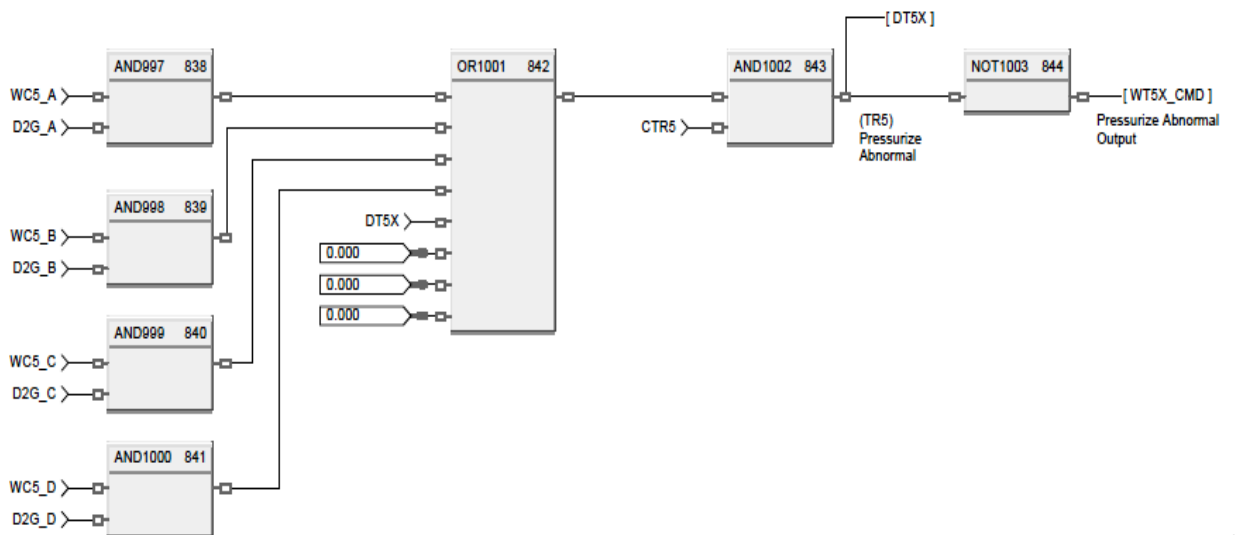 [ DT5X ]
AND997 838
OR1001 842
AND1002 843
NOT1003 844
WC5_A
D2G_A
CTR5
(TR5)
Pressurize
Abnormal
[ WT5X_CMD ]
Pressurize Abnormal
Output
AND998 839
WC5_B
D2G_B
DT5X
0.000
0.000
0.000
AND999 840
WC5_C
D2G_C
AND1000 841
WC5_D
D2G_D